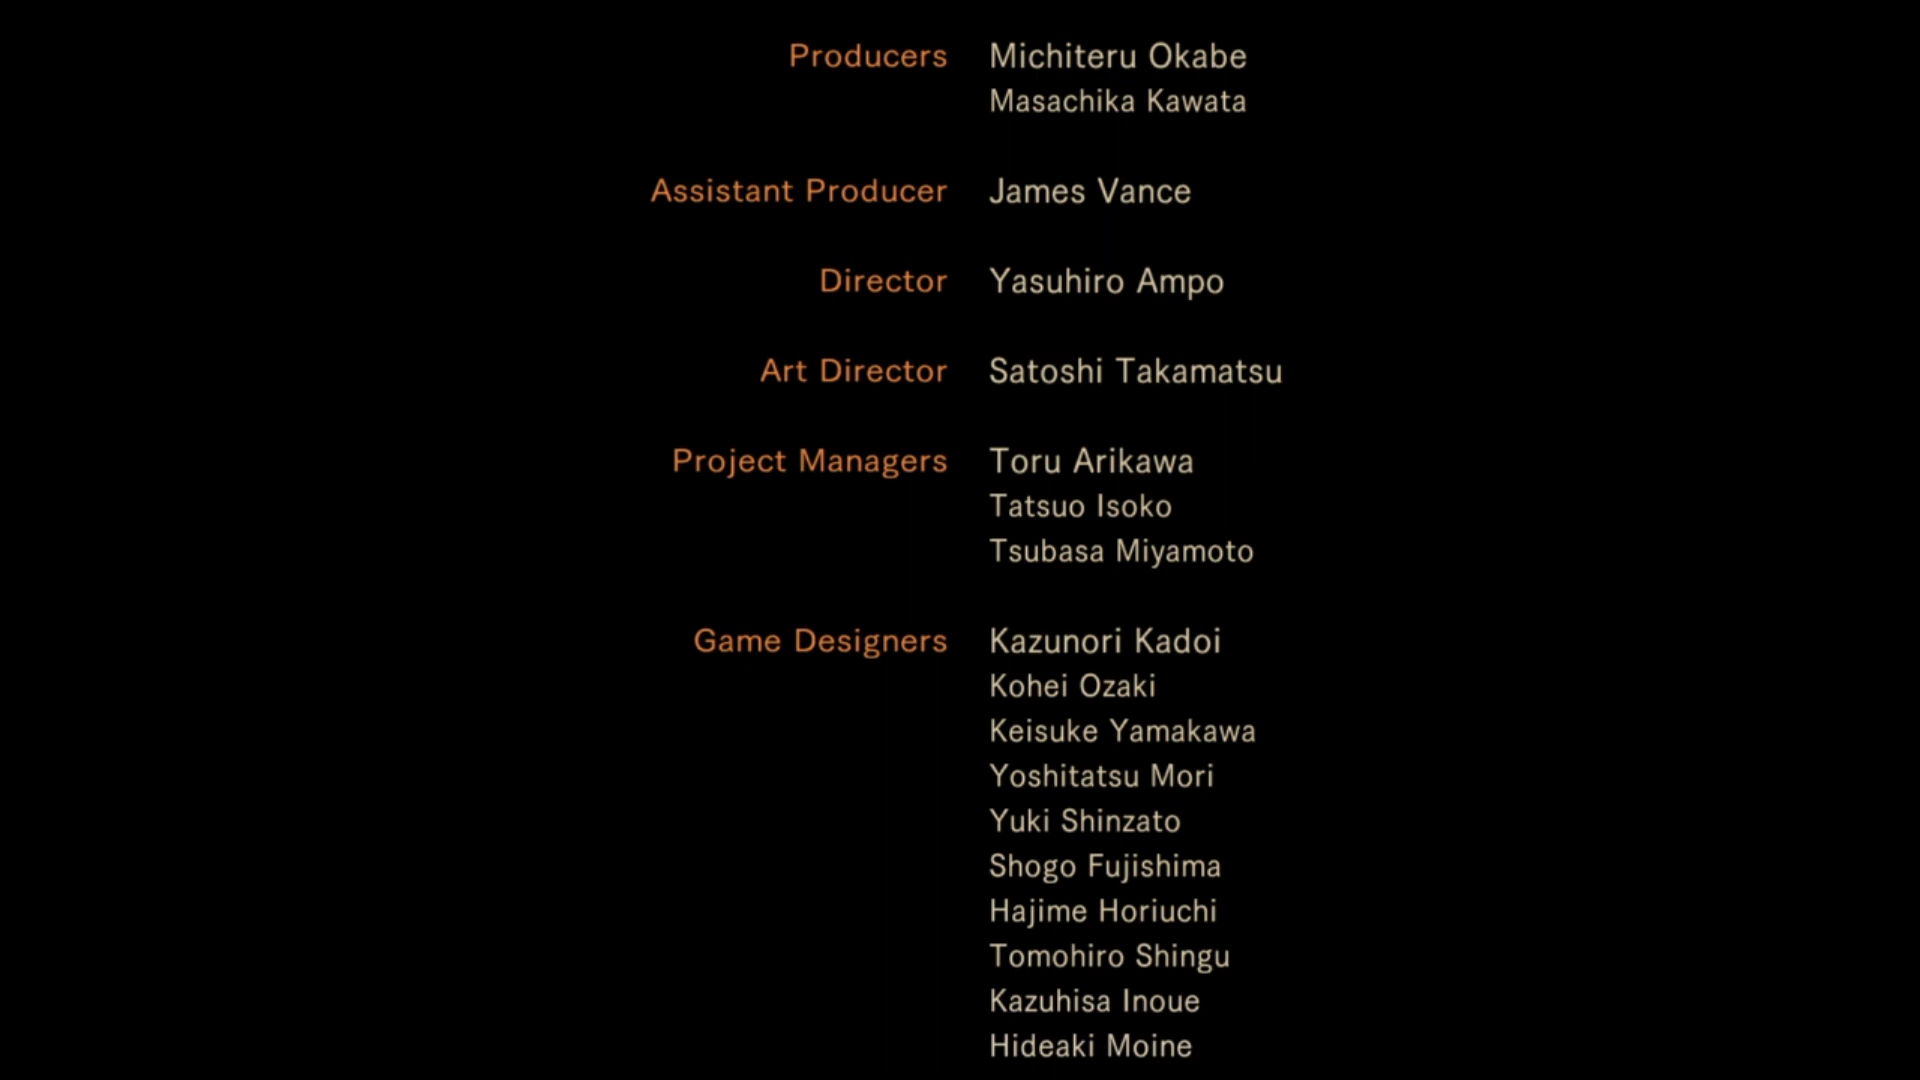 Producers Michiteru Okabe
Masachika Kawata
Assistant Producer James Vance
Director Yasuhiro Ampo
Art Director Satoshi Takamatsu
Project Managers Toru Arikawa
Tatsuo Isoko
Tsubasa Miyamoto
Game Designers Kazunori Kadoi
Kohei Ozaki
Keisuke Yamakawa
Yoshitatsu Mori
Yuki Shinzato
Shogo Fujishima
Hajime Horiuchi
Tomohiro Shingu
Kazuhisa Inoue
Hideaki Moine